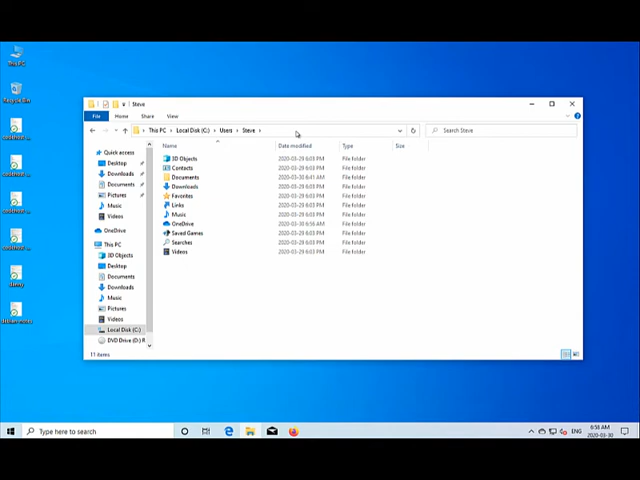 This PC
Recycle Bin
Steve
File
Home
Share
View
This PC > Local Disk (C:) > Users > Steve >
Search Steve
Name Date modified Type Size
Quick access
Desktop
Downloads
Documents
Pictures
Music
Videos
OneDrive
This PC
3D Objects
Desktop
Documents
Downloads
Music
Pictures
Videos
Local Disk (C:)
DVD Drive (D:) R
3D Objects 2020-03-29 6:03 PM File folder
Contacts 2020-03-29 6:03 PM File folder
Documents 2020-03-30 6:41 AM File folder
Downloads 2020-03-29 6:03 PM File folder
Favorites 2020-03-29 6:03 PM File folder
Links 2020-03-29 6:03 PM File folder
Music 2020-03-29 6:03 PM File folder
OneDrive 2020-03-30 6:56 AM File folder
Saved Games 2020-03-29 6:03 PM File folder
Searches 2020-03-29 6:03 PM File folder
Videos 2020-03-29 6:03 PM File folder
11 items
Type here to search
ENG
6:58 AM
2020-03-30